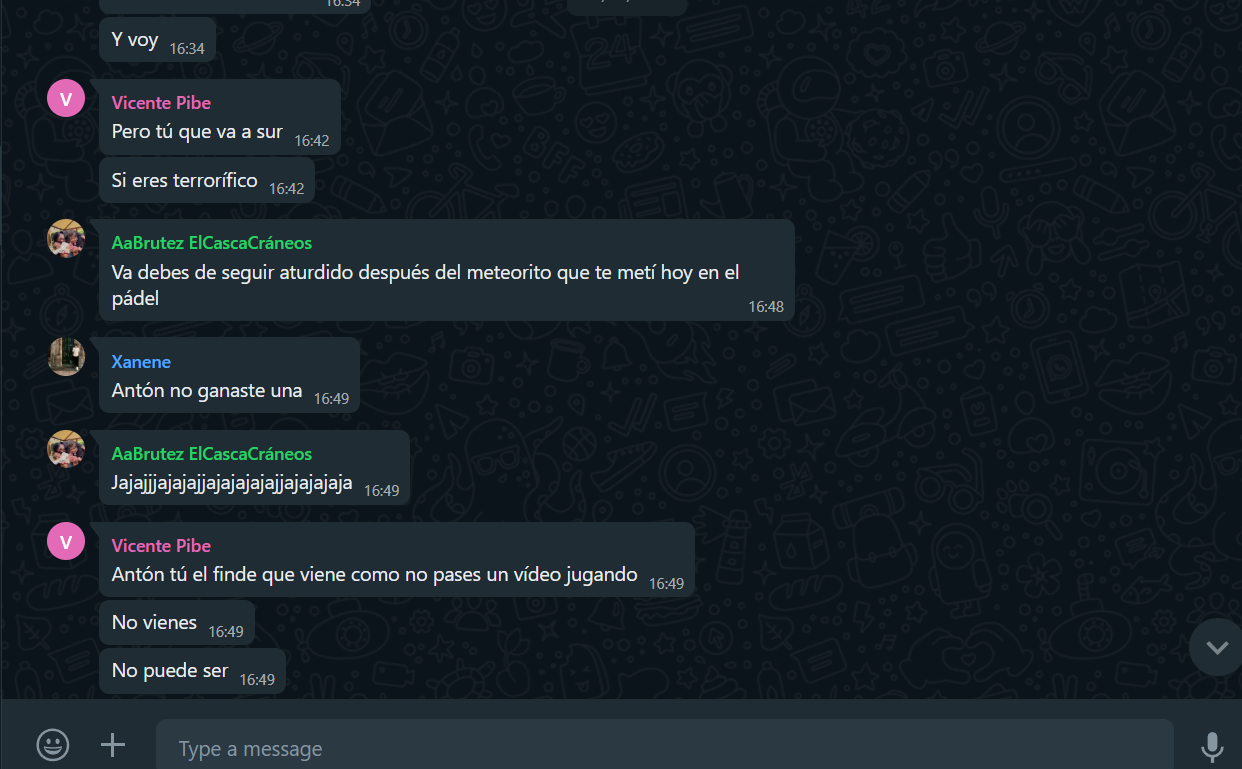 16:34
Y voy 16:34
V
Vicente Pibe
Pero tú que va a sur 16:42
Si eres terrorífico 16:42
AaBrutez ElCascaCráneos
Va debes de seguir aturdido después del meteorito que te metí hoy en el
pádel 16:48
Xanene
Antón no ganaste una 16:49
AaBrutez ElCascaCráneos
Jajajjjajajajjajajajajajjajajajaja 16:49
V
Vicente Pibe
Antón tú el finde que viene como no pases un vídeo jugando 16:49
No vienes 16:49
No puede ser 16:49
Type a message